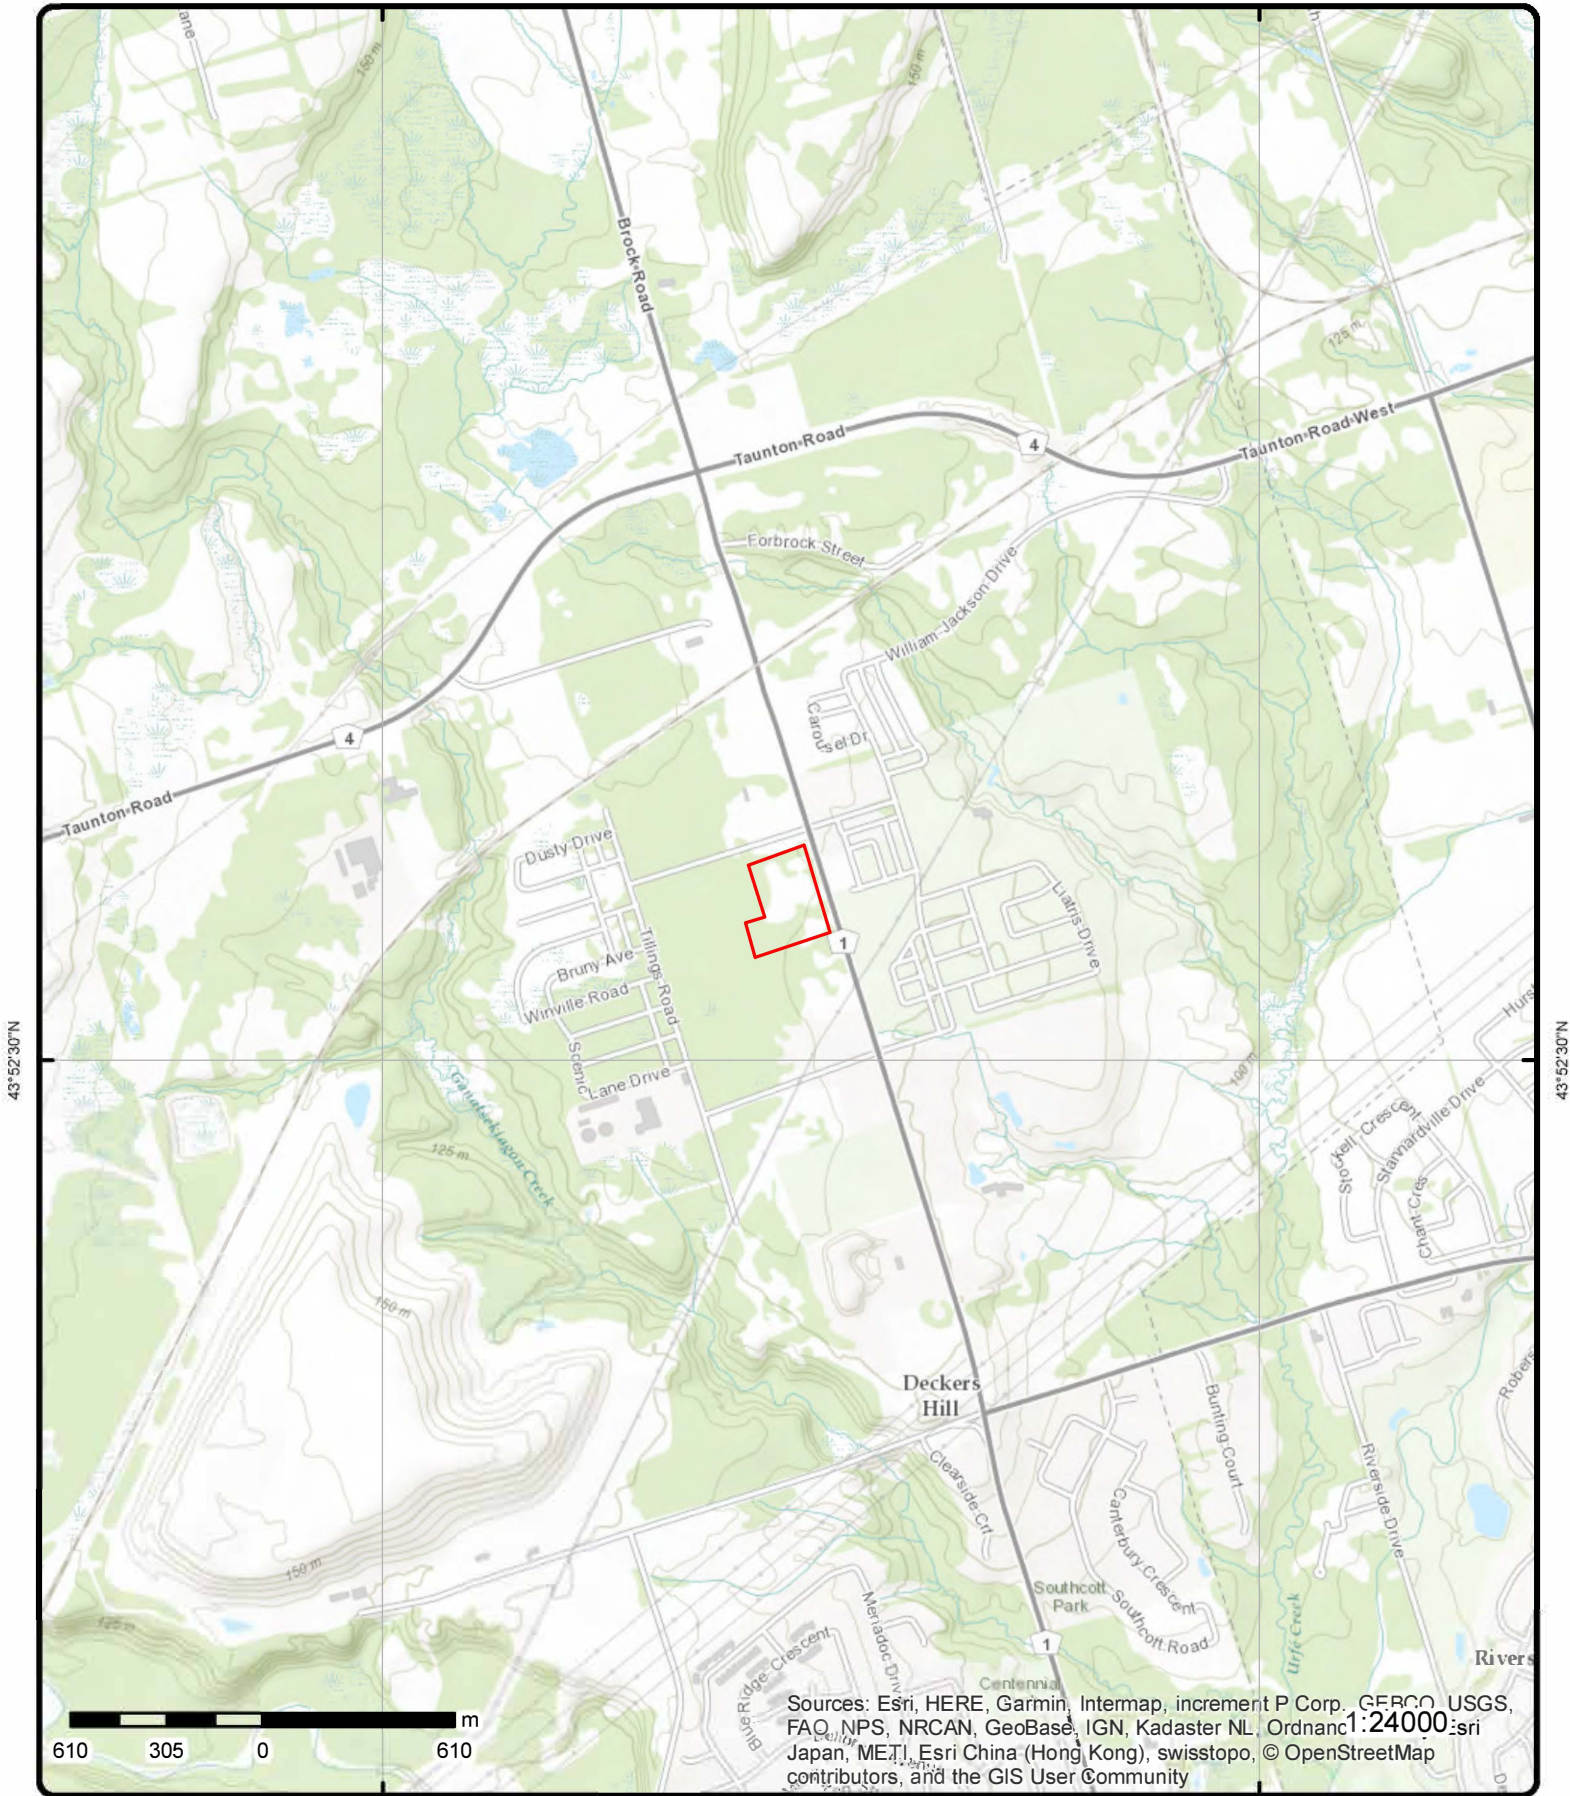 150 m
150 m
Brock Road
125 m
Taunton Road
4
Taunton Road West
Forbrock Street
William Jackson Drive
Carousel Dr
4
Taunton Road
Dusty Drive
Liatris Drive
Tillings Road
1
Bruny Ave
Winville Road
43°52'30"N
43°52'30"N
Scenic
Lane Drive
100 m
Ganatsekiagon Creek
125 m
Stockell Crescent
Stannardville Drive
Chant Cres
150 m
Deckers
Hill
Bunting Court
Clearside Crt
Riverside Drive
Canterbury Crescent
150 m
Southcott
Park
Southcott Road
125 m
Urfe Creek
1
Menadoc Driv
Blue Ridge Crescent
Rivers
Centennial
Sources: Esri, HERE, Garmin, Intermap, increment P Corp., GEBCO, USGS,
FAO, NPS, NRCAN, GeoBase, IGN, Kadaster NL, Ordnanc
1:24000
Esri
Japan, METI, Esri China (Hong Kong), swisstopo, © OpenStreetMap
contributors, and the GIS User Community
m
610 305 0 610